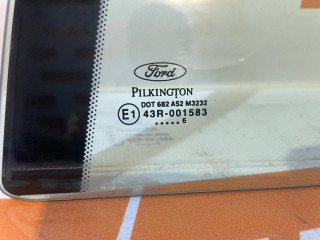 Ford
PILKINGTON
DOT 682 AS2 M3232
E1 43R-001583
..... 6